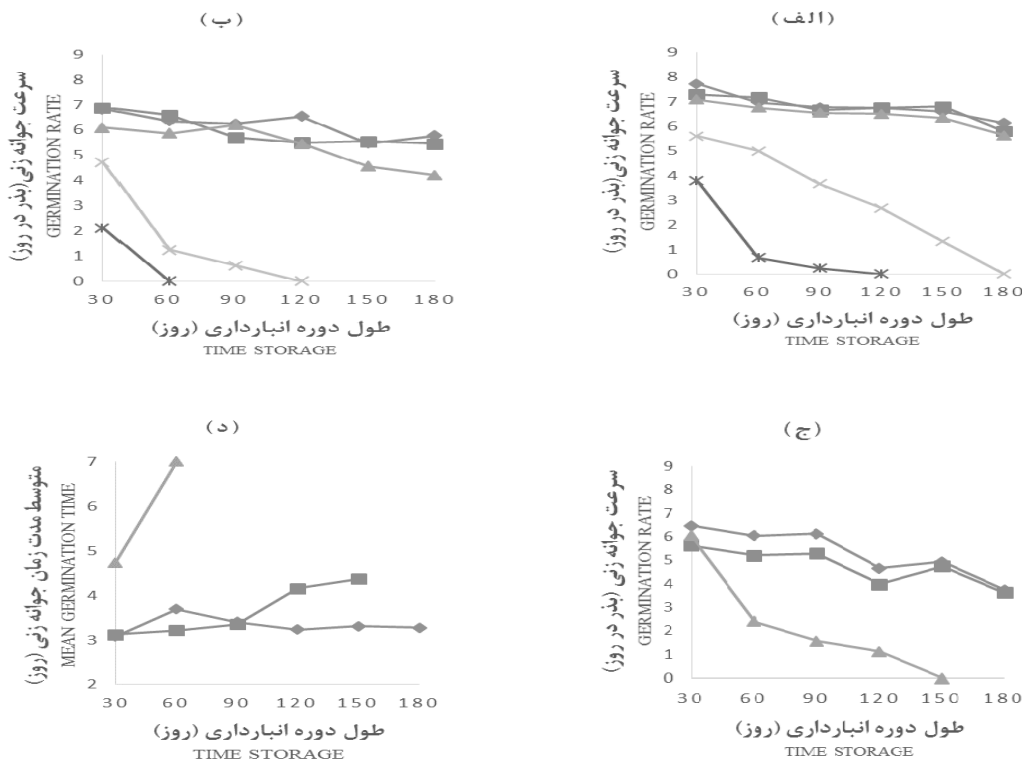 (الف)
9
8
7
6
5
4
3
2
1
0
سرعت جوانه زنی(بذر در روز)
GERMINATION RATE
30 60 90 120 150 180
طول دوره انبارداری (روز)
TIME STORAGE
(ب)
9
8
7
6
5
4
3
2
1
0
سرعت جوانه زنی(بذر در روز)
GERMINATION RATE
30 60 90 120 150 180
طول دوره انبارداری (روز)
TIME STORAGE
(ج)
9
8
7
6
5
4
3
2
1
0
سرعت جوانه زنی (بذر در روز)
GERMINATION RATE
30 60 90 120 150 180
طول دوره انبارداری (روز)
TIME STORAGE
(د)
7
6
5
4
3
2
متوسط مدت زمان جوانه زنی (روز)
MEAN GERMINATION TIME
30 60 90 120 150 180
طول دوره انبارداری (روز)
TIME STORAGE